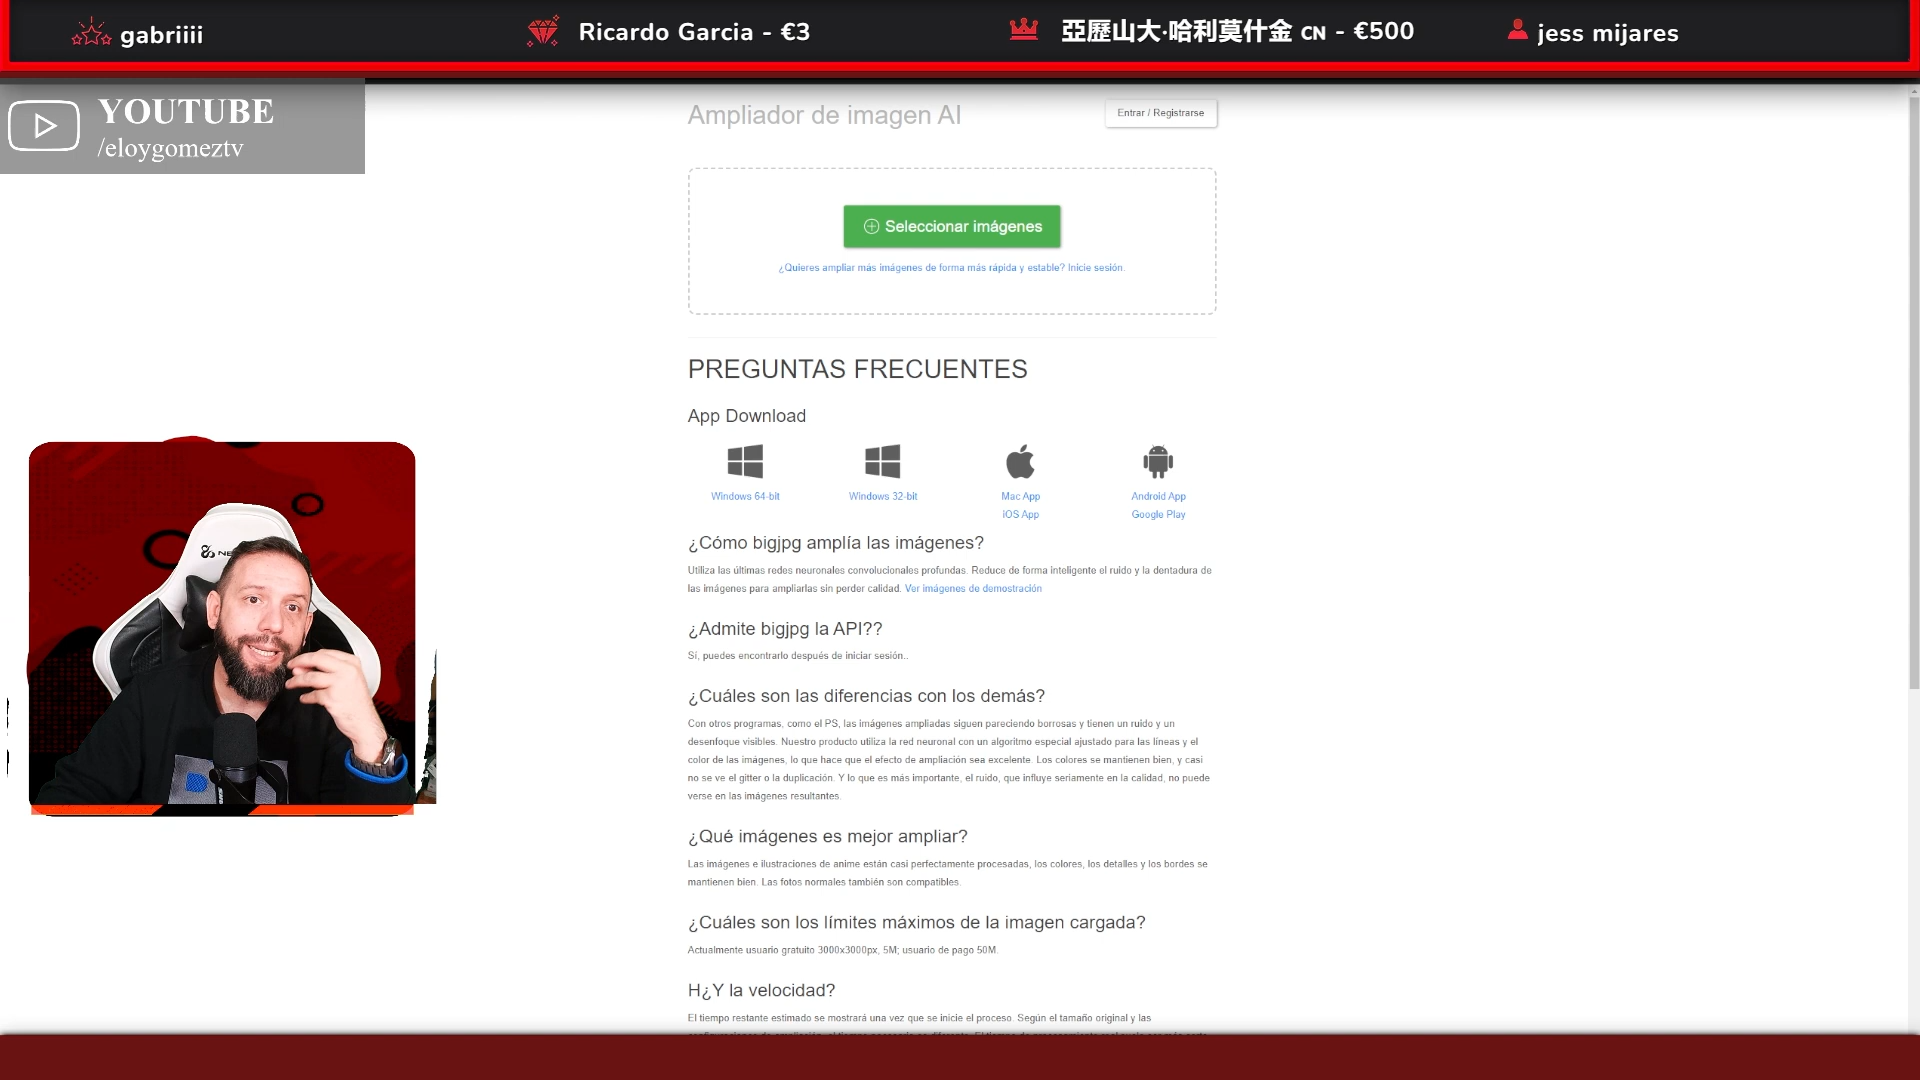 gabriiii
Ricardo Garcia - €3
亞歷山大·哈利莫什金 CN - €500
jess mijares
YOUTUBE
/eloygomeztv
Ampliador de imagen AI
Entrar / Registrarse
Seleccionar imágenes
¿Quieres ampliar más imágenes de forma más rápida y estable? Inicie sesión.
PREGUNTAS FRECUENTES
App Download
Windows 64-bit
Windows 32-bit
Mac App
iOS App
Android App
Google Play
¿Cómo bigjpg amplía las imágenes?
Utiliza las últimas redes neuronales convolucionales profundas. Reduce de forma inteligente el ruido y la dentadura de
las imágenes para ampliarlas sin perder calidad. Ver imágenes de demostración
¿Admite bigjpg la API??
Sí, puedes encontrarlo después de iniciar sesión..
¿Cuáles son las diferencias con los demás?
Con otros programas, como el PS, las imágenes ampliadas siguen pareciendo borrosas y tienen un ruido y un
desenfoque visibles. Nuestro producto utiliza la red neuronal con un algoritmo especial ajustado para las líneas y el
color de las imágenes, lo que hace que el efecto de ampliación sea excelente. Los colores se mantienen bien, y casi
no se ve el gitter o la duplicación. Y lo que es más importante, el ruido, que influye seriamente en la calidad, no puede
verse en las imágenes resultantes.
¿Qué imágenes es mejor ampliar?
Las imágenes e ilustraciones de anime están casi perfectamente procesadas, los colores, los detalles y los bordes se
mantienen bien. Las fotos normales también son compatibles.
¿Cuáles son los límites máximos de la imagen cargada?
Actualmente usuario gratuito 3000x3000px, 5M; usuario de pago 50M.
H¿Y la velocidad?
El tiempo restante estimado se mostrará una vez que se inicie el proceso. Según el tamaño original y las